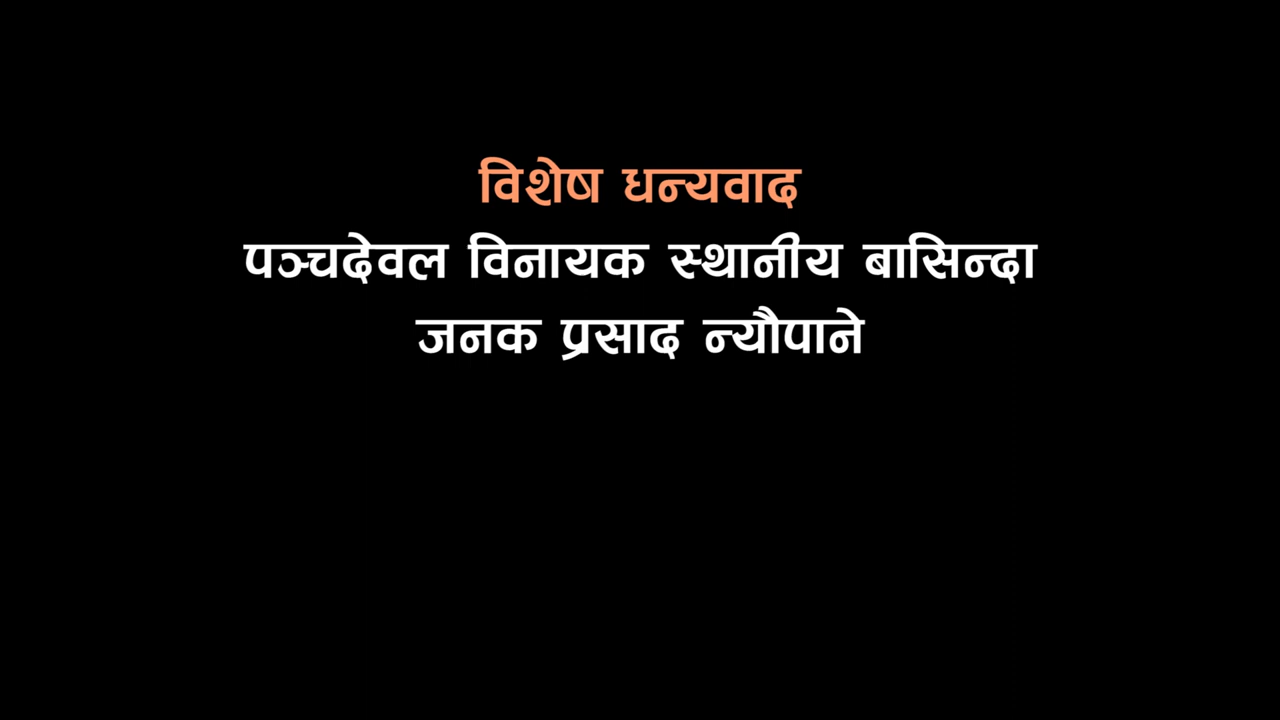 विशेष धन्यवाद
पञ्चदेवल विनायक स्थानीय बासिन्दा
जनक प्रसाद न्यौपाने